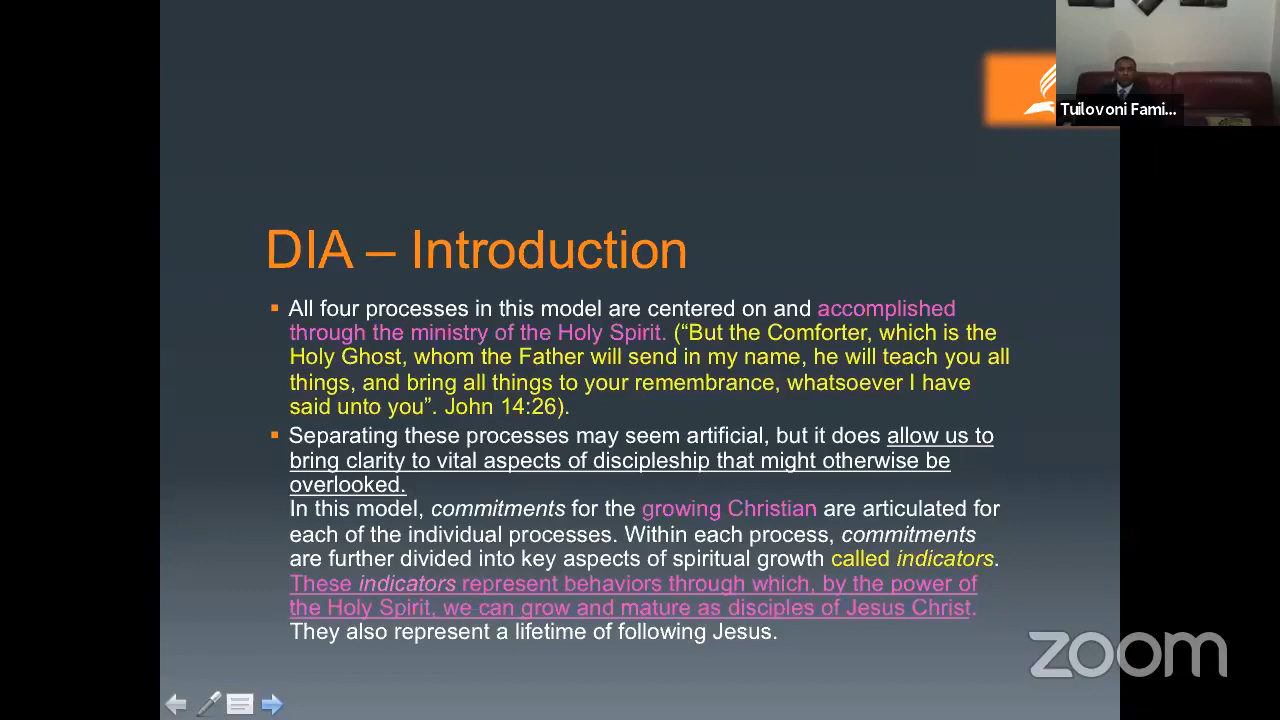 Tuilovoni Fami...
DIA – Introduction
▪ All four processes in this model are centered on and accomplished
through the ministry of the Holy Spirit. (“But the Comforter, which is the
Holy Ghost, whom the Father will send in my name, he will teach you all
things, and bring all things to your remembrance, whatsoever I have
said unto you”. John 14:26).
▪ Separating these processes may seem artificial, but it does allow us to
bring clarity to vital aspects of discipleship that might otherwise be
overlooked.
In this model, commitments for the growing Christian are articulated for
each of the individual processes. Within each process, commitments
are further divided into key aspects of spiritual growth called indicators.
These indicators represent behaviors through which, by the power of
the Holy Spirit, we can grow and mature as disciples of Jesus Christ.
They also represent a lifetime of following Jesus.
zoom